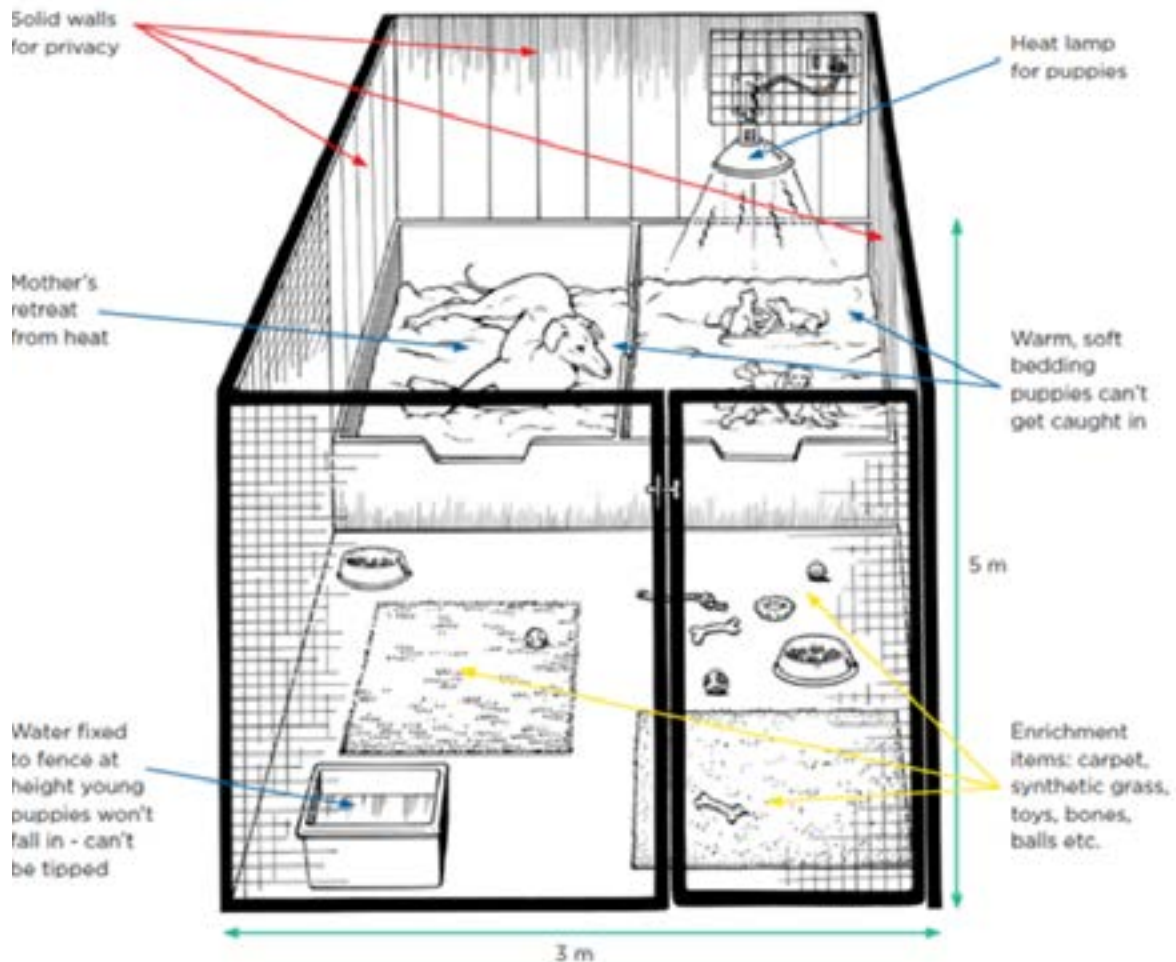 Solid walls
for privacy
Heat lamp
for puppies
Mother's
retreat
from heat
Warm, soft
bedding
puppies can't
get caught in
5 m
Water fixed
to fence at
height young
puppies won't
fall in - can't
be tipped
Enrichment
items: carpet,
synthetic grass,
toys, bones,
balls etc.
3 m